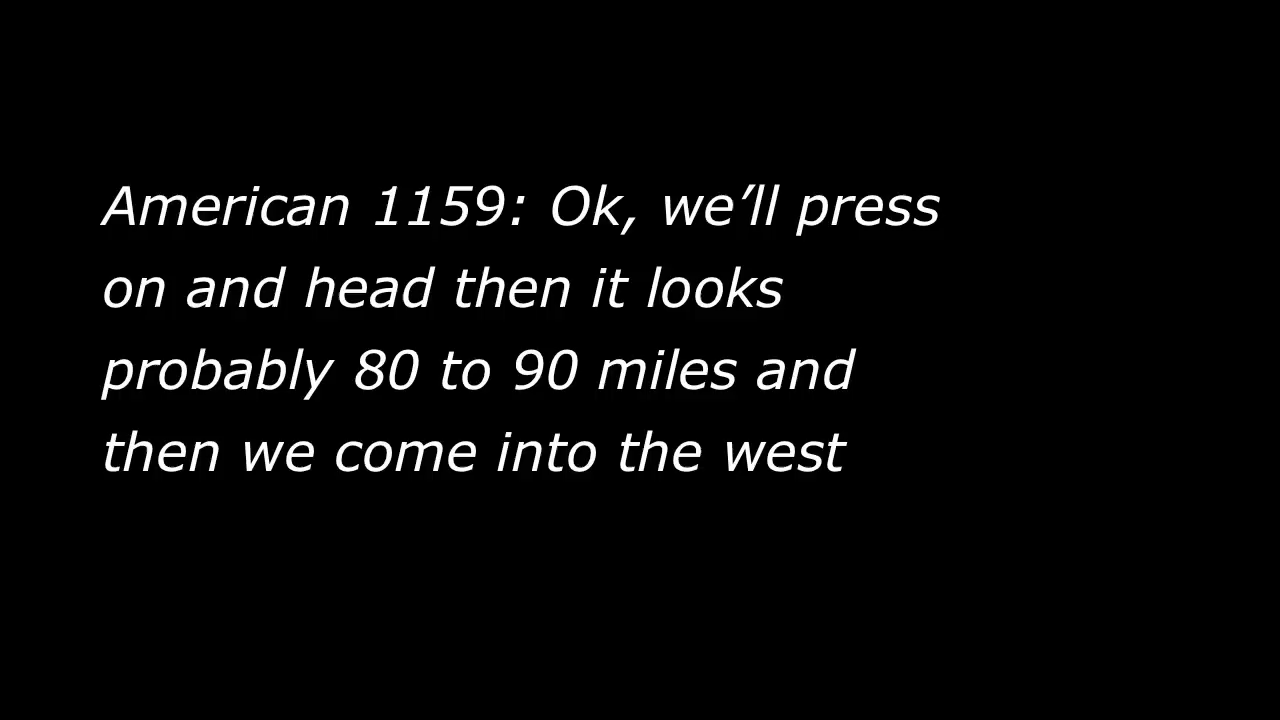 American 1159: Ok, we’ll press
on and head then it looks
probably 80 to 90 miles and
then we come into the west